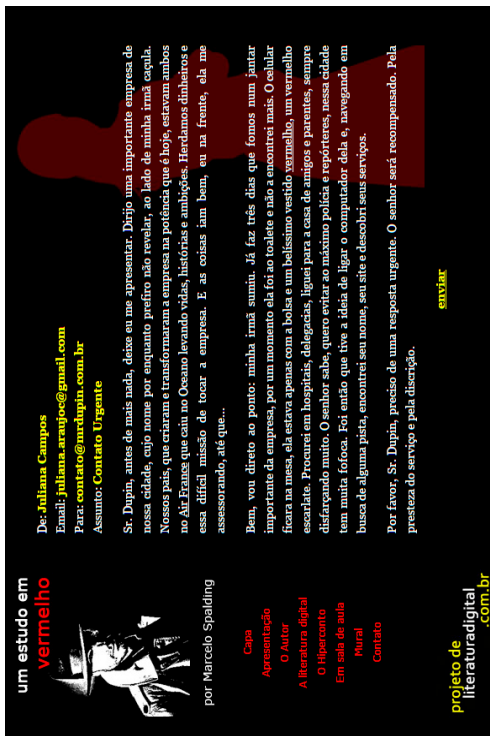 um estudo em
vermelho
por Marcelo Spalding
Capa
Apresentação
O Autor
A literatura digital
O Hiperconto
Em sala de aula
Mural
Contato
projeto de
literaturadigital
.com.br
De: Juliana Campos
Email: juliana.araujoc@gmail.com
Para: contato@mrdupin.com.br
Assunto: Contato Urgente
Sr. Dupin, antes de mais nada, deixe eu me apresentar. Dirijo uma importante empresa de
nossa cidade, cujo nome por enquanto prefiro não revelar, ao lado de minha irmã caçula.
Nossos pais, que criaram e transformaram a empresa na potência que é hoje, estavam ambos
no Air France que caiu no Oceano levando vidas, histórias e ambições. Herdamos dinheiros e
essa difícil missão de tocar a empresa. E as coisas iam bem, eu na frente, ela me
assessorando, até que...
Bem, vou direto ao ponto: minha irmã sumiu. Já faz três dias que fomos num jantar
importante da empresa, por um momento ela foi ao toalete e não a encontrei mais. O celular
ficara na mesa, ela estava apenas com a bolsa e um belíssimo vestido vermelho, um vermelho
escarlate. Procurei em hospitais, delegacias, liguei para a casa de amigos e parentes, sempre
disfarçando muito. O senhor sabe, quero evitar ao máximo polícia e repórteres, nessa cidade
tem muita fofoca. Foi então que tive a ideia de ligar o computador dela e, navegando em
busca de alguma pista, encontrei seu nome, seu site e descobri seus serviços.
Por favor, Sr. Dupin, preciso de uma resposta urgente. O senhor será recompensado. Pela
presteza do serviço e pela discrição.
enviar